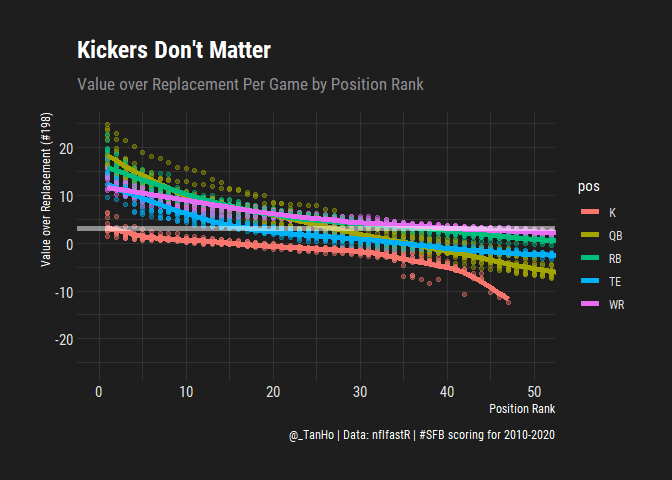 Kickers Don't Matter
Value over Replacement Per Game by Position Rank
Value over Replacement (#198)
20
10
0
-10
-20
0 10 20 30 40 50
Position Rank
pos
K
QB
RB
TE
WR
@_TanHo | Data: nflfastR | #SFB scoring for 2010-2020